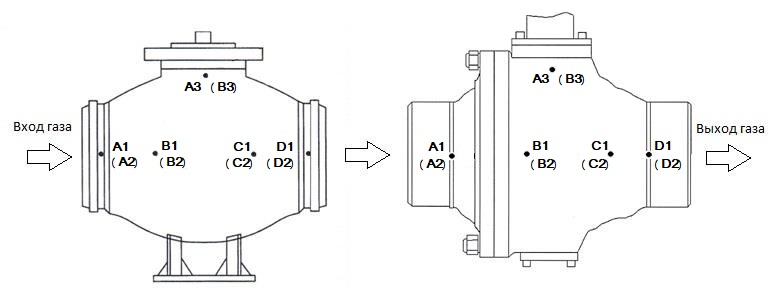 A3 (B3)
Вход газа
A1
(A2)
B1
(B2)
C1
(C2)
D1
(D2)
A3 (B3)
A1
(A2)
B1
(B2)
C1
(C2)
D1
(D2)
Выход газа